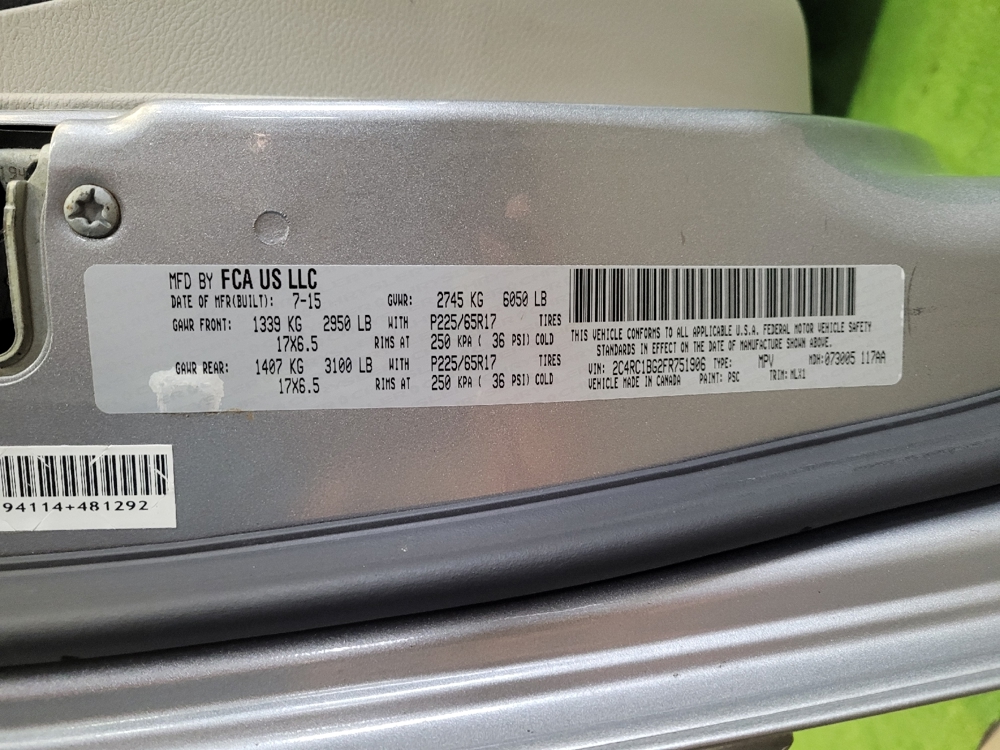 MFD BY FCA US LLC
DATE OF MFR(BUILT): 7-15 GVWR: 2745 KG 6050 LB
GAWR FRONT: 1339 KG 2950 LB WITH P225/65R17 TIRES
17X6.5 RIMS AT 250 KPA ( 36 PSI) COLD
GAWR REAR: 1407 KG 3100 LB WITH P225/65R17 TIRES
17X6.5 RIMS AT 250 KPA ( 36 PSI) COLD
THIS VEHICLE CONFORMS TO ALL APPLICABLE U.S.A. FEDERAL MOTOR VEHICLE SAFETY
STANDARDS IN EFFECT ON THE DATE OF MANUFACTURE SHOWN ABOVE.
VIN: 2C4RC1BG2FR751906 TYPE: MPV MDH: 073005 117AA
VEHICLE MADE IN CANADA PAINT: PSC TRIM: MLX1
94114+481292